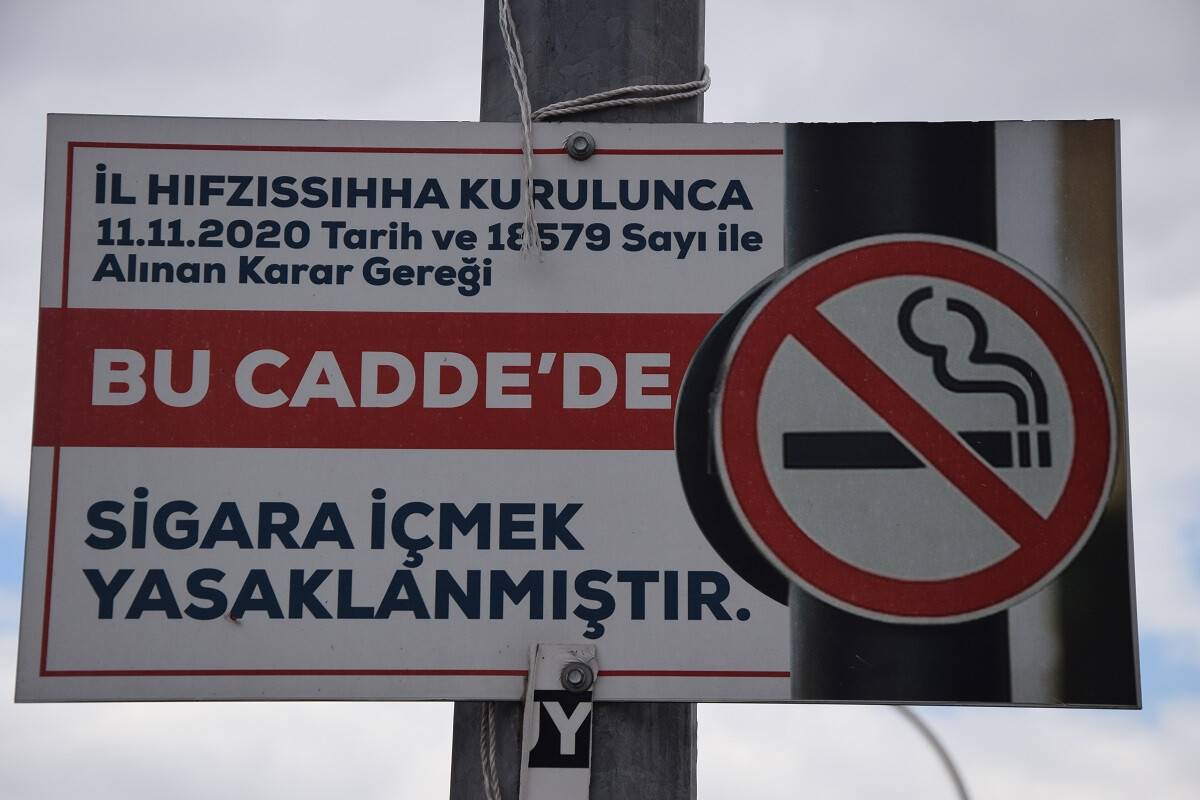 İL HIFZISSIHHA KURULUNCA
11.11.2020 Tarih ve 18579 Sayı ile
Alınan Karar Gereği
BU CADDE’DE
SİGARA İÇMEK
YASAKLANMIŞTIR.